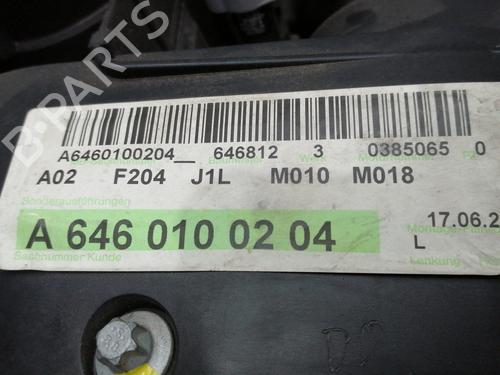 B-PARTS
A6460100204__ 646812 3 0385065 0
A02 F204 J1L M010 M018
Sonderausführungen
A 646 010 02 04
17.06.2
Sachnummer Kunde
L
Lenkung